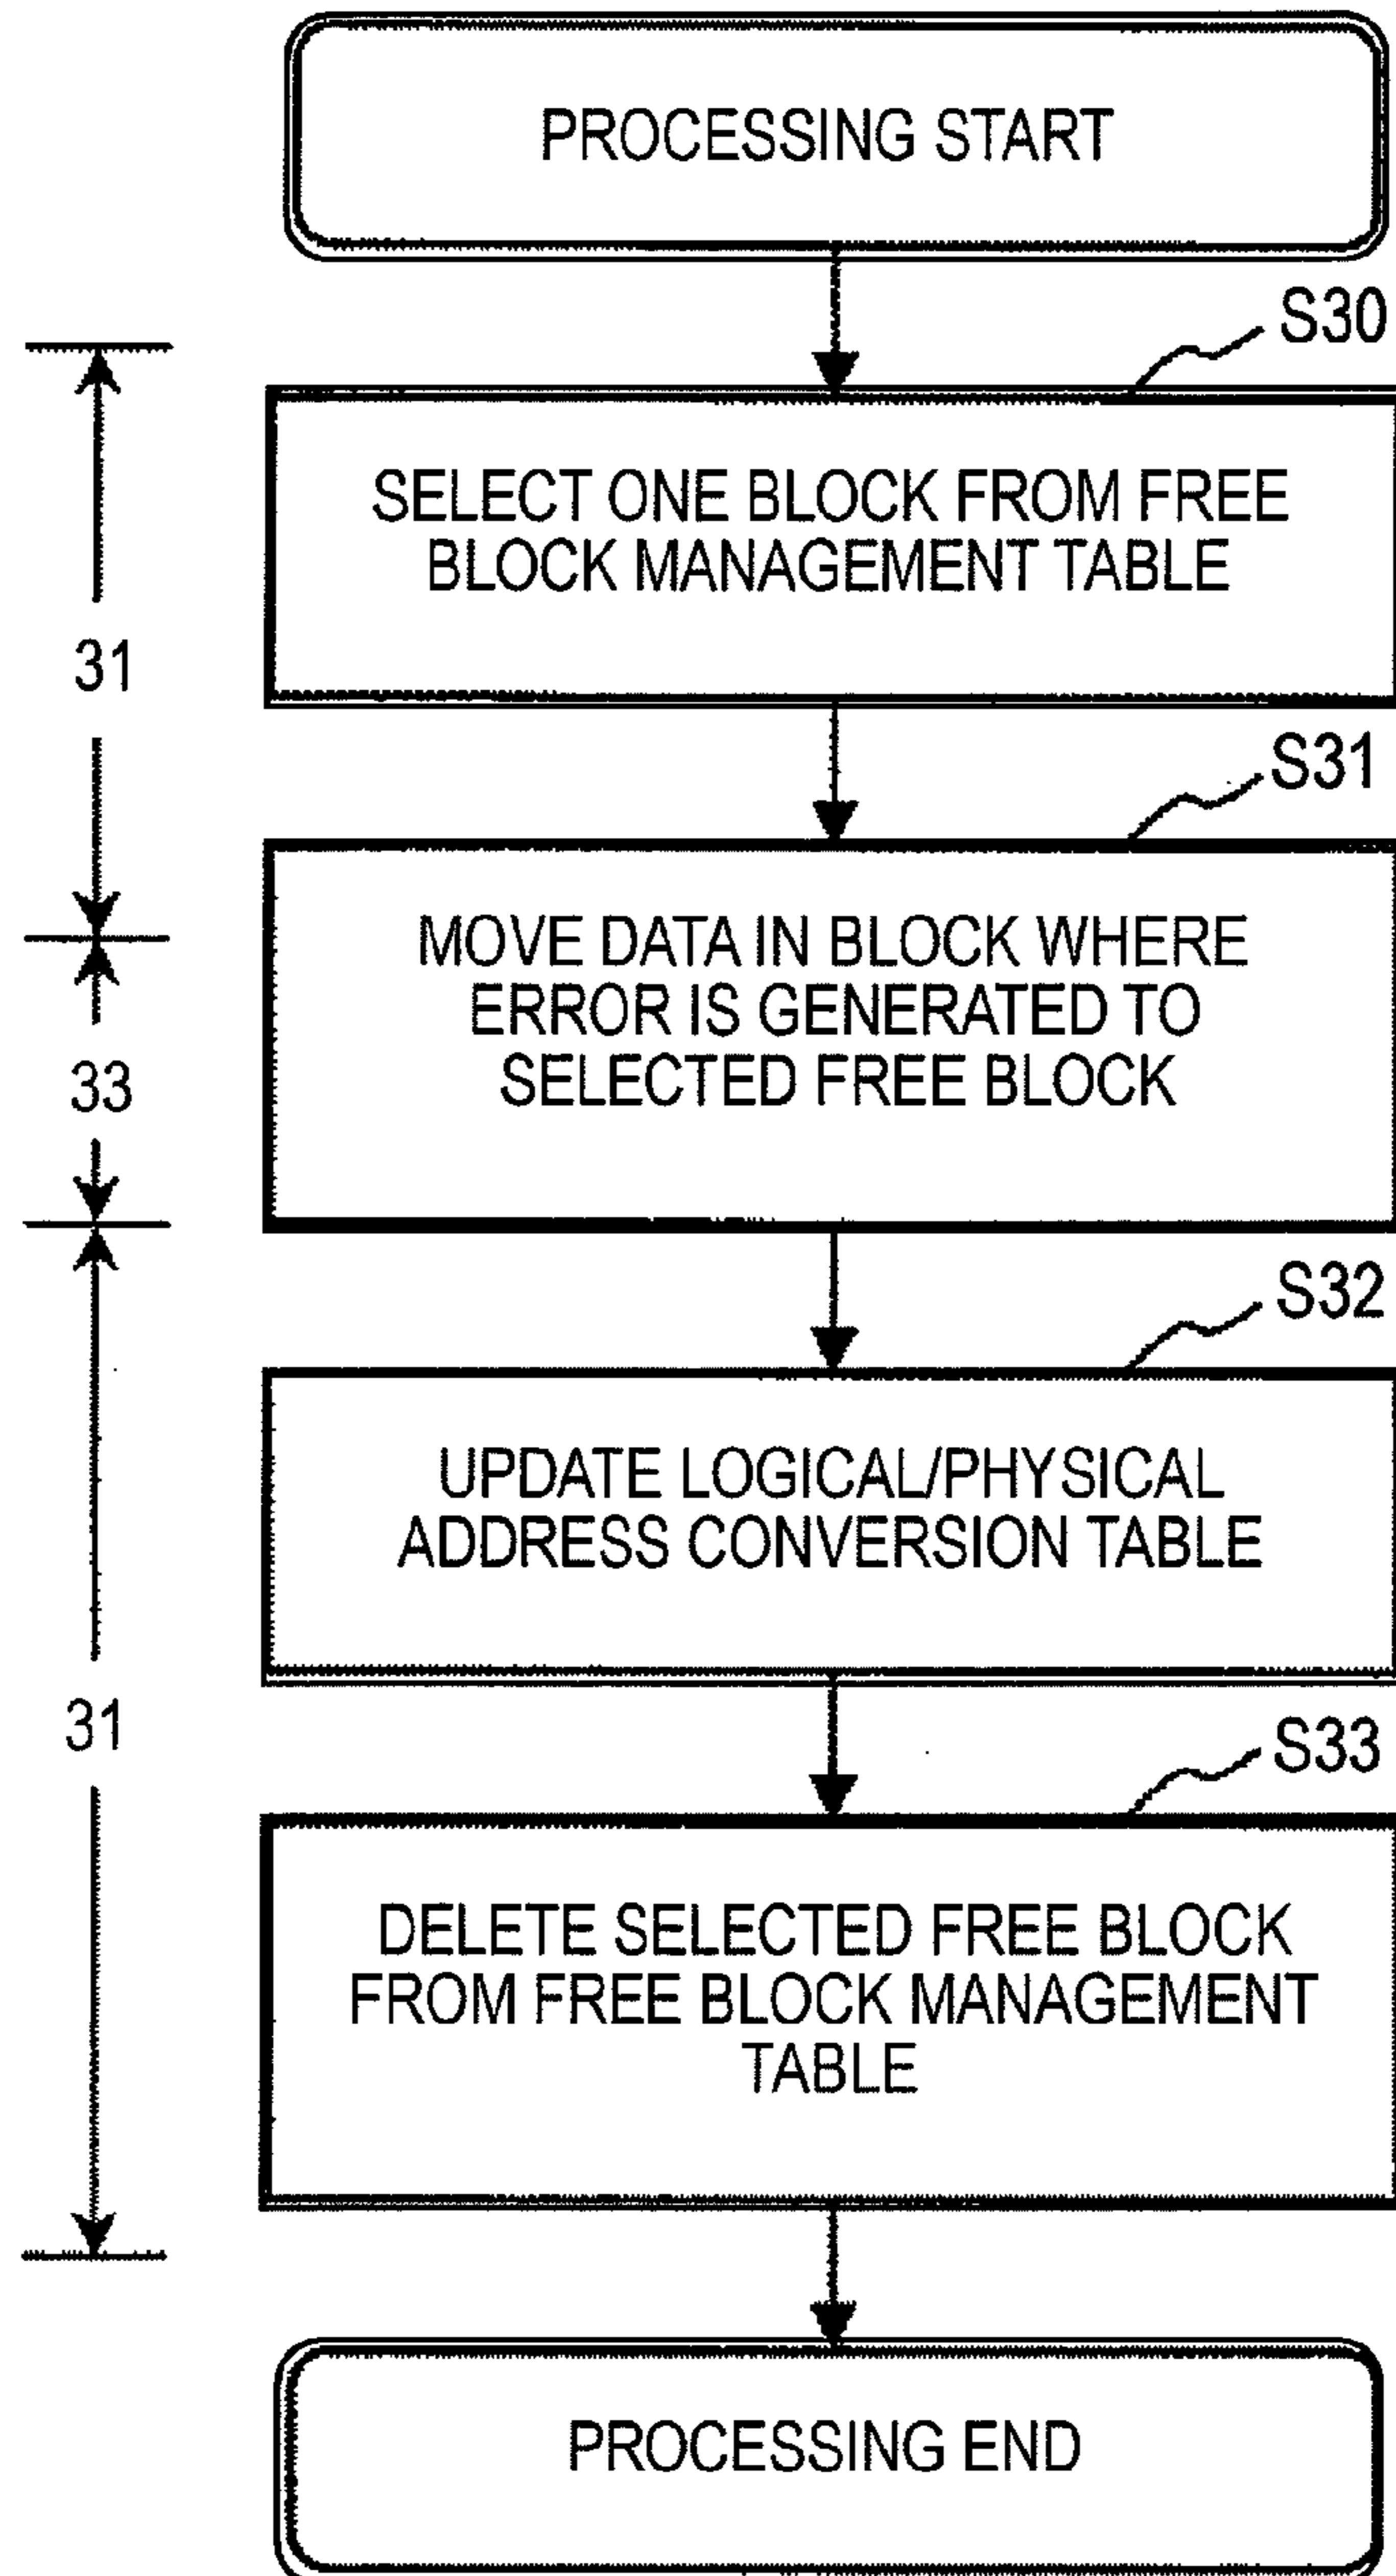 PROCESSING START
S30
SELECT ONE BLOCK FROM FREE
BLOCK MANAGEMENT TABLE
31
S31
MOVE DATA IN BLOCK WHERE
ERROR IS GENERATED TO
SELECTED FREE BLOCK
33
S32
UPDATE LOGICAL/PHYSICAL
ADDRESS CONVERSION TABLE
31
S33
DELETE SELECTED FREE BLOCK
FROM FREE BLOCK MANAGEMENT
TABLE
PROCESSING END